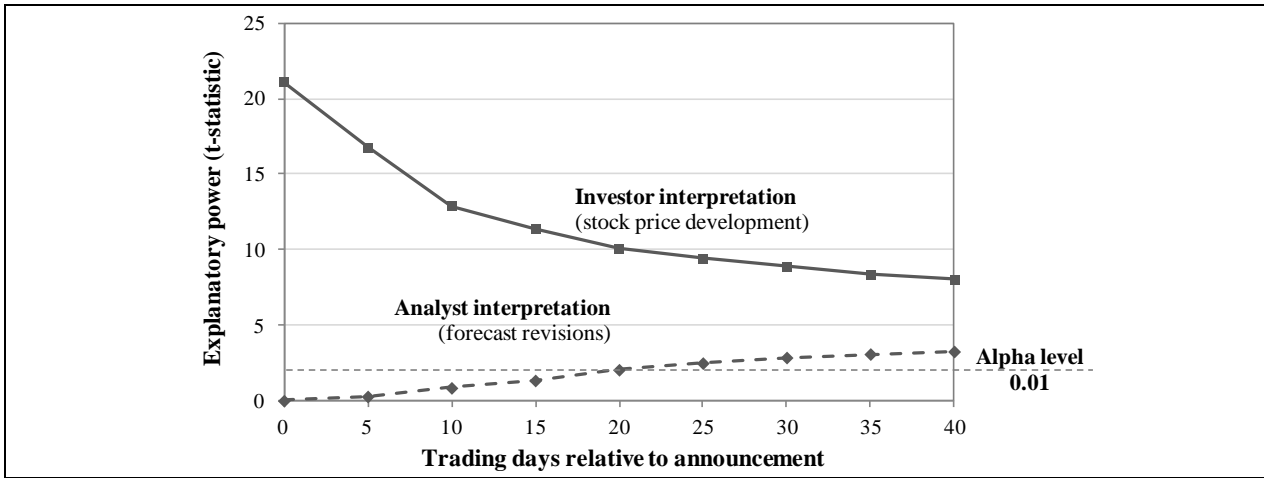 25
20
15
10
5
0
Explanatory power (t-statistic)
Investor interpretation
(stock price development)
Analyst interpretation
(forecast revisions)
Alpha level
0.01
0 5 10 15 20 25 30 35 40
Trading days relative to announcement